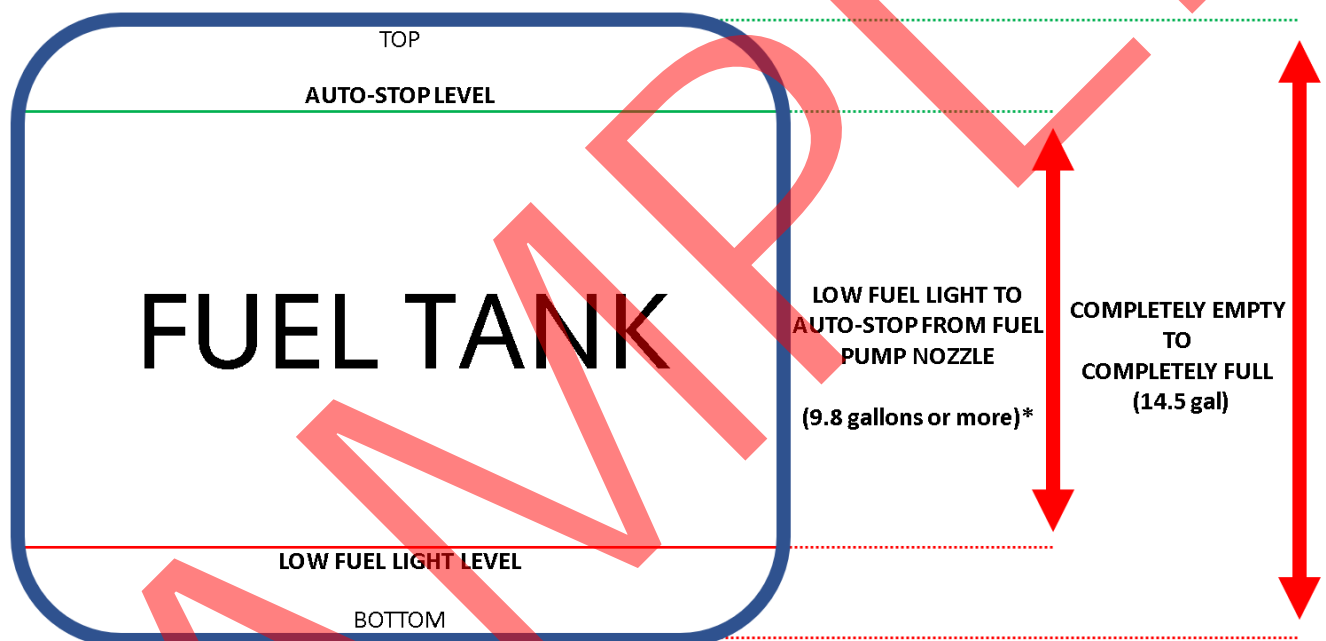 TOP
AUTO-STOP LEVEL
FUEL TANK
LOW FUEL LIGHT TO
AUTO-STOP FROM FUEL
PUMP NOZZLE
(9.8 gallons or more)*
COMPLETELY EMPTY
TO
COMPLETELY FULL
(14.5 gal)
LOW FUEL LIGHT LEVEL
BOTTOM
MPL